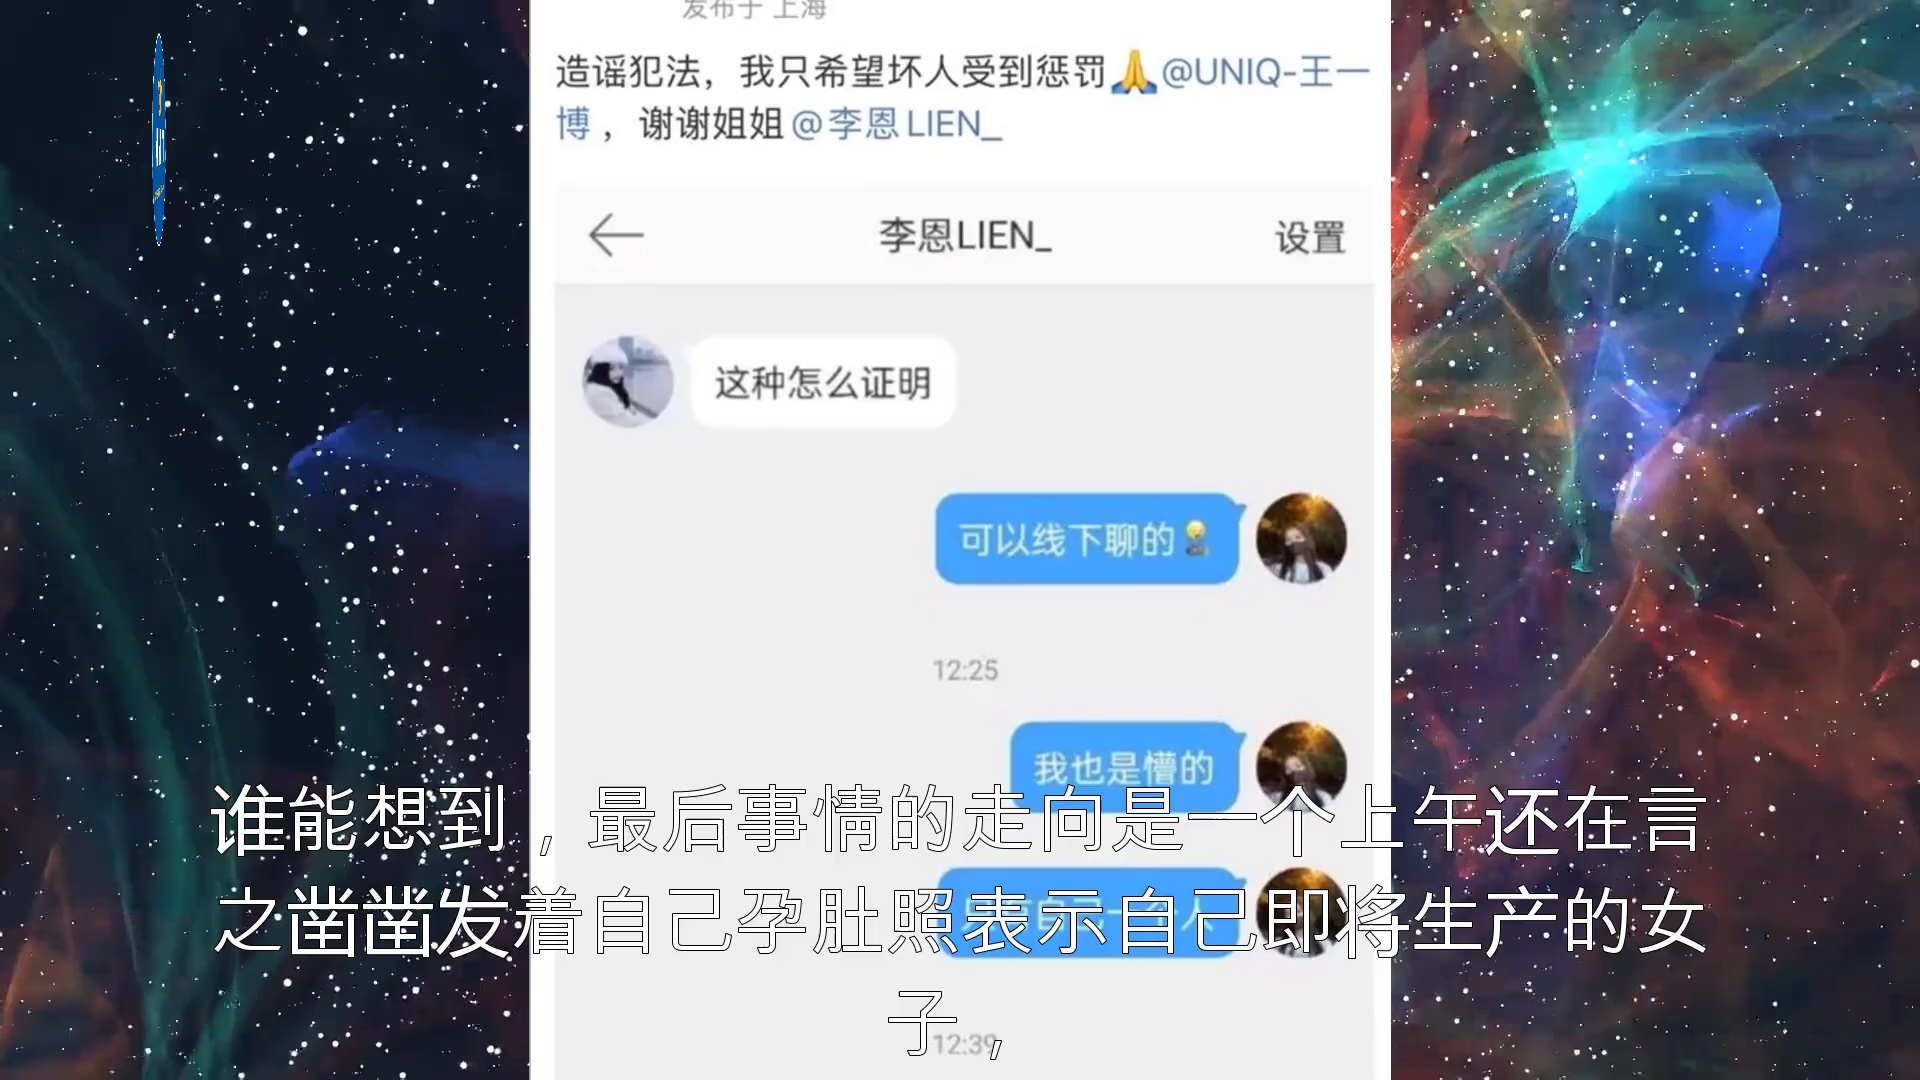 发布于 上海
造谣犯法，我只希望坏人受到惩罚🙏@UNIQ-王一
博 ，谢谢姐姐@李恩LIEN_
李恩LIEN_
设置
这种怎么证明
可以线下聊的
12:25
我也是懵的
谁能想到，最后事情的走向是一个上午还在言
之凿凿发着自己孕肚照表示自己即将生产的女
子，
12:39